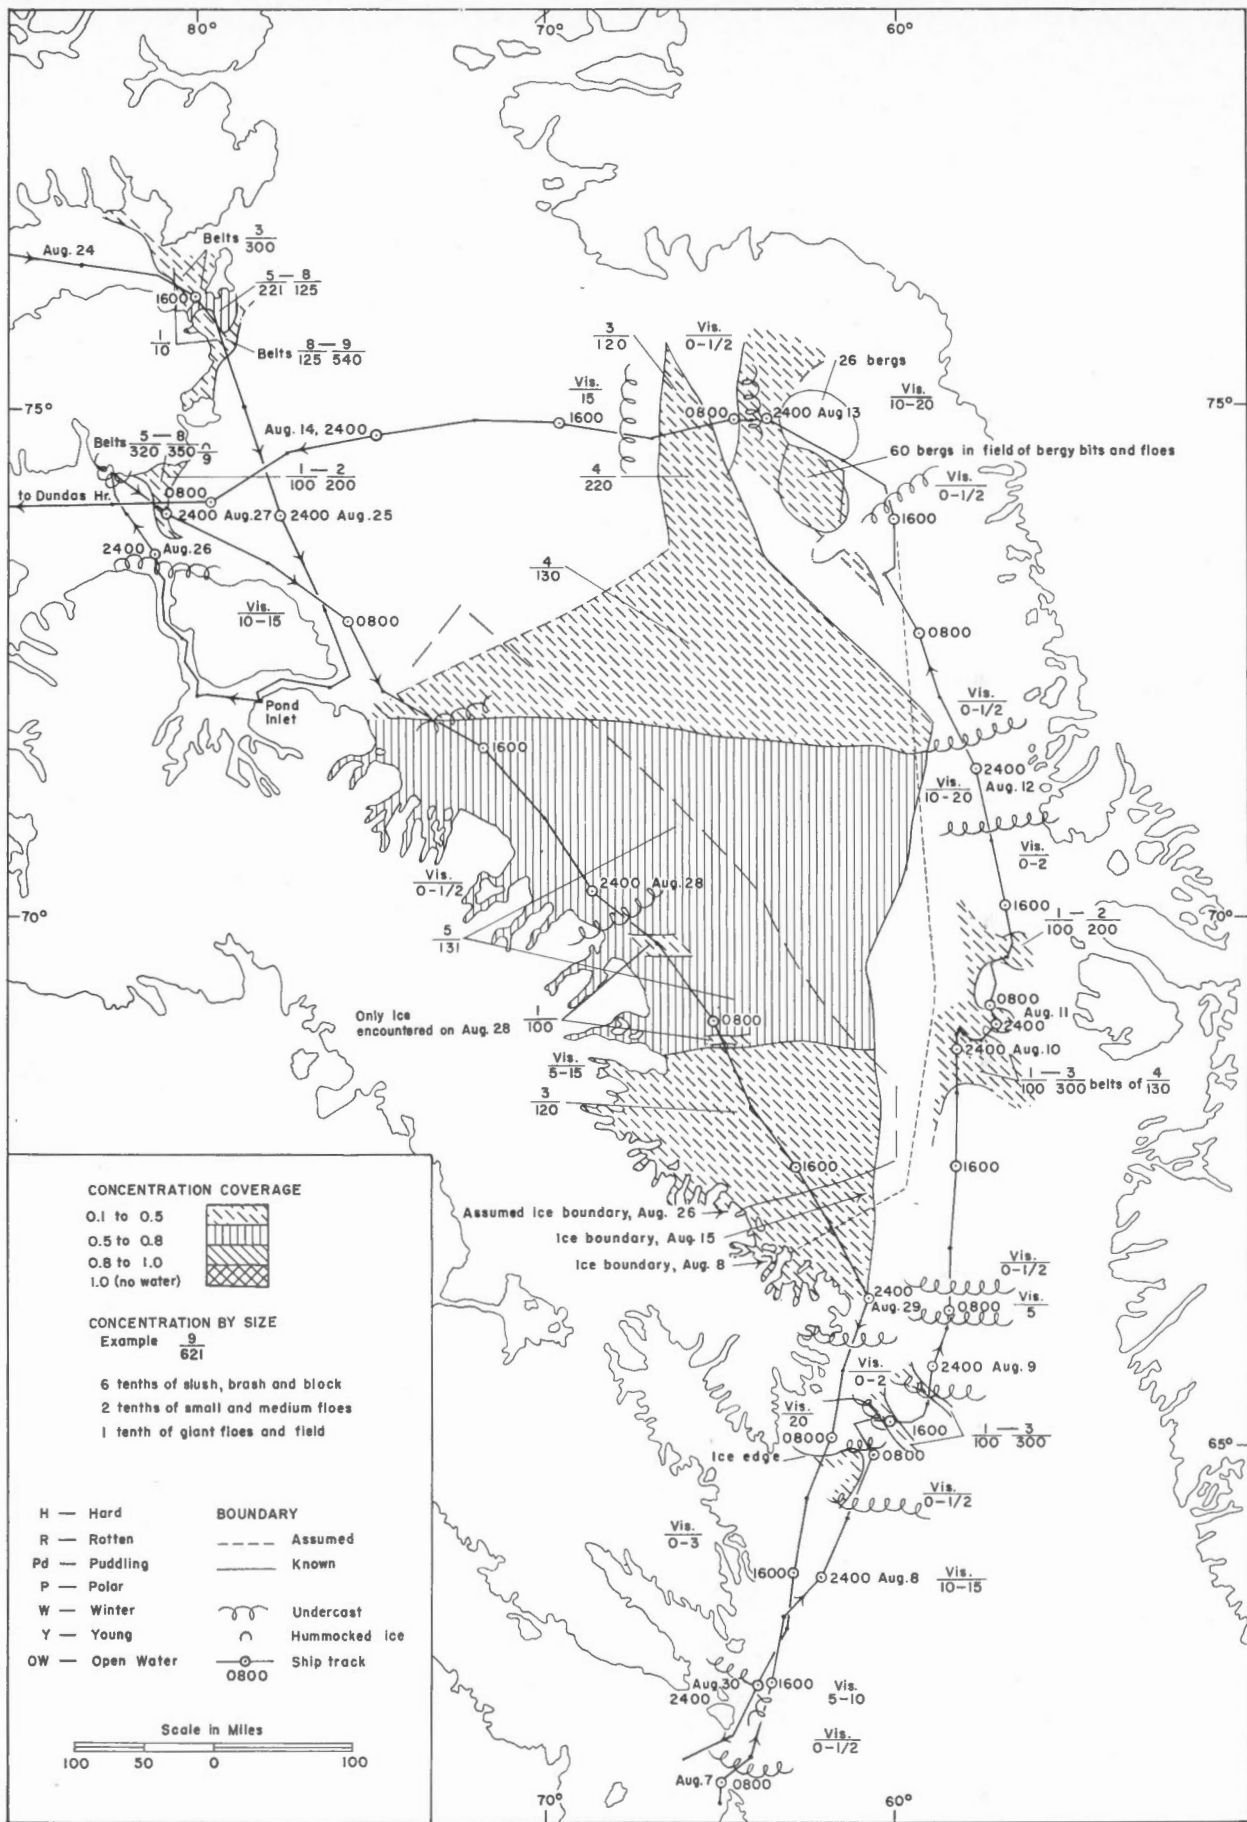 80°
70°
60°
Aug. 24
Belts 3/300
1600
5/221 — 8/125
1/10
Belts 8/125 — 9/540
3/120
Vis. 0-1/2
26 bergs
Vis. 15
Vis. 10-20
75°
75°
Aug. 14, 2400
1600
0800
2400 Aug 13
Belts 5/320 — 8/350 9
60 bergs in field of bergy bits and floes
1/100 — 2/200
4/220
Vis. 0-1/2
to Dundas Hr.
0800
2400 Aug. 27
2400 Aug. 25
1600
2400 Aug. 26
4/130
Vis. 10-15
0800
0800
Pond
Inlet
Vis. 0-1/2
1600
2400
Aug. 12
Vis. 10-20
Vis. 0-2
Vis. 0-1/2
2400 Aug. 28
70°
1600
70°
1/100 — 2/200
5/131
0800
Aug. 11
2400
Only Ice
encountered on Aug. 28
1/100
0800
2400 Aug. 10
Vis. 5-15
1/100 — 3/300 belts of 4/130
3/120
1600
1600
Assumed ice boundary, Aug. 26
Ice boundary, Aug. 15
Ice boundary, Aug. 8
Vis. 0-1/2
2400
Aug. 29
0800
Vis. 5
2400 Aug. 9
Vis. 0-2
Vis. 20
1600
1/100 — 3/300
0800
65°
Ice edge
0800
Vis. 0-1/2
Vis. 0-3
1600
2400 Aug. 8
Vis. 10-15
Aug. 30
2400
1600
Vis. 5-10
Vis. 0-1/2
Aug. 7
0800
70°
60°
CONCENTRATION COVERAGE
0.1 to 0.5
0.5 to 0.8
0.8 to 1.0
1.0 (no water)
CONCENTRATION BY SIZE
Example 9/621
6 tenths of slush, brash and block
2 tenths of small and medium floes
1 tenth of giant floes and field
H — Hard
R — Rotten
Pd — Puddling
P — Polar
W — Winter
Y — Young
OW — Open Water
BOUNDARY
Assumed
Known
Undercast
Hummocked ice
Ship track
0800
Scale in Miles
100 50 0 100